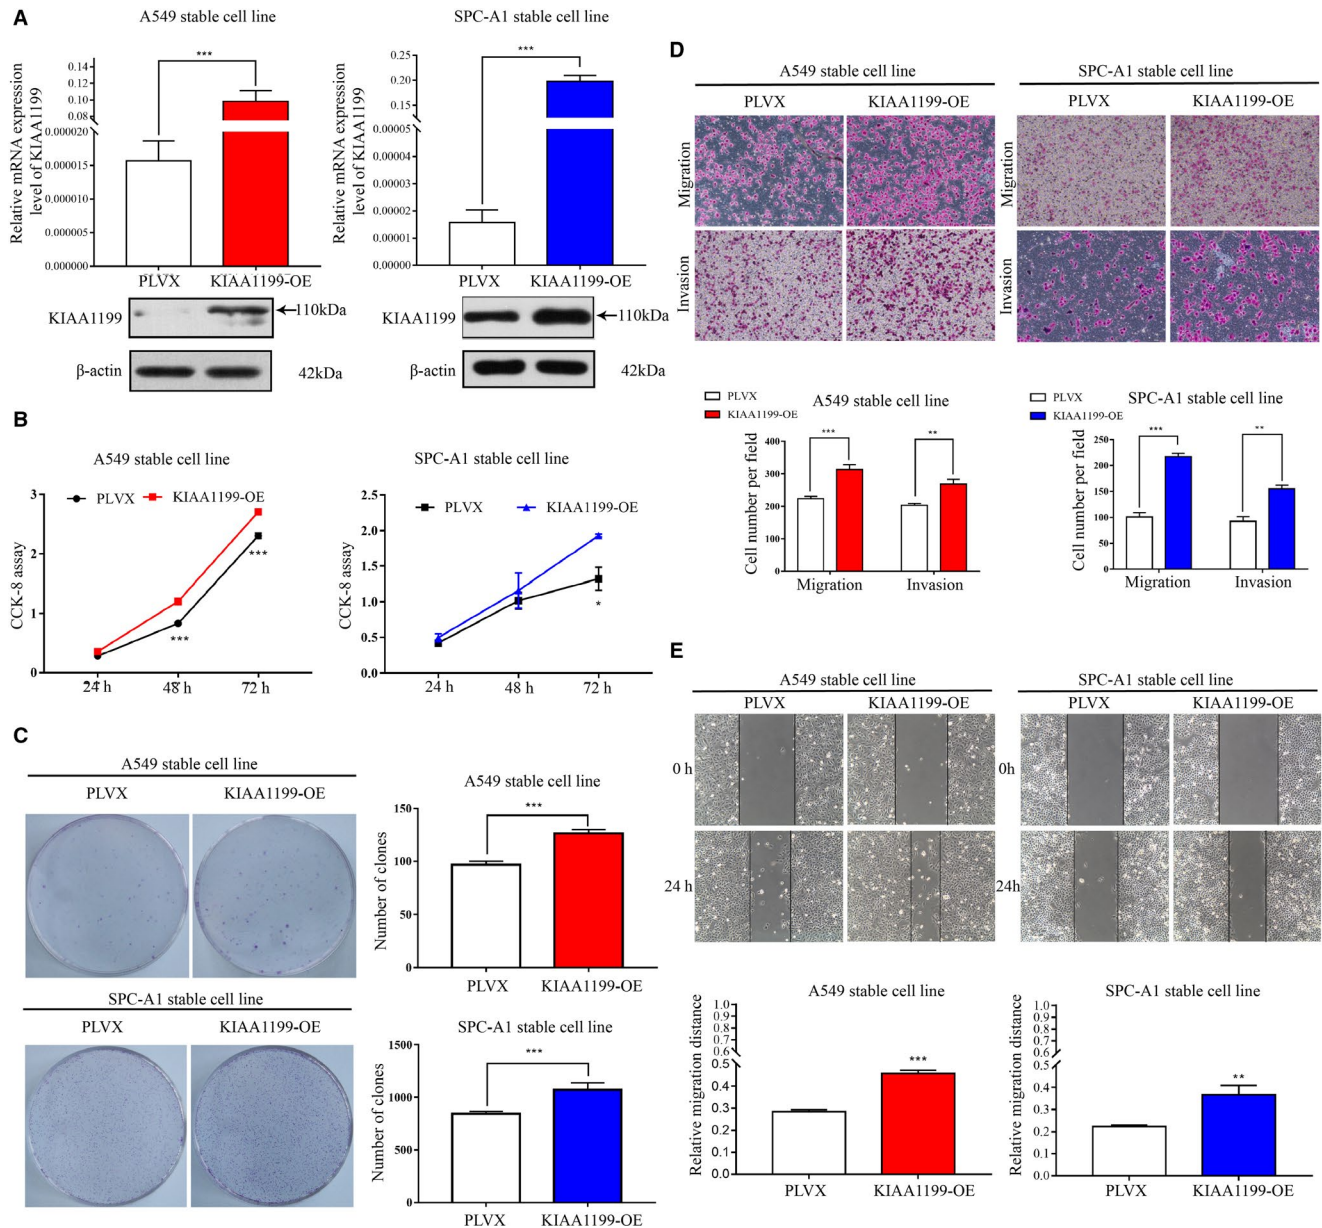 A
A549 stable cell line
SPC-A1 stable cell line
Relative mRNA expression
level of KIAA1199
0.14
0.12
0.10
0.08
0.000020
0.000015
0.000010
0.000005
0.000000
***
PLVX
KIAA1199-OE
Relative mRNA expression
level of KIAA1199
0.25
0.20
0.15
0.00005
0.00004
0.00003
0.00002
0.00001
0.00000
***
PLVX
KIAA1199-OE
KIAA1199
110kDa
β-actin
42kDa
KIAA1199
110kDa
β-actin
42kDa
B
A549 stable cell line
PLVX
KIAA1199-OE
CCK-8 assay
3
2
1
0
***
***
24 h
48 h
72 h
SPC-A1 stable cell line
PLVX
KIAA1199-OE
CCK-8 assay
2.5
2.0
1.5
1.0
0.5
0.0
*
24 h
48 h
72 h
C
A549 stable cell line
PLVX
KIAA1199-OE
A549 stable cell line
Number of clones
150
100
50
0
***
PLVX
KIAA1199-OE
SPC-A1 stable cell line
PLVX
KIAA1199-OE
SPC-A1 stable cell line
Number of clones
1500
1000
500
0
***
PLVX
KIAA1199-OE
D
A549 stable cell line
PLVX
KIAA1199-OE
Migration
Invasion
SPC-A1 stable cell line
PLVX
KIAA1199-OE
Migration
Invasion
PLVX
KIAA1199-OE
A549 stable cell line
Cell number per field
400
300
200
100
0
***
**
Migration
Invasion
PLVX
KIAA1199-OE
SPC-A1 stable cell line
Cell number per field
250
200
150
100
50
0
***
**
Migration
Invasion
E
A549 stable cell line
PLVX
KIAA1199-OE
0 h
24 h
SPC-A1 stable cell line
PLVX
KIAA1199-OE
0h
24h
A549 stable cell line
Relative migration distance
1.0
0.9
0.8
0.7
0.6
0.5
0.4
0.3
0.2
0.1
0.0
***
PLVX
KIAA1199-OE
SPC-A1 stable cell line
Relative migration distance
1.0
0.9
0.8
0.7
0.6
0.5
0.4
0.3
0.2
0.1
0.0
**
PLVX
KIAA1199-OE